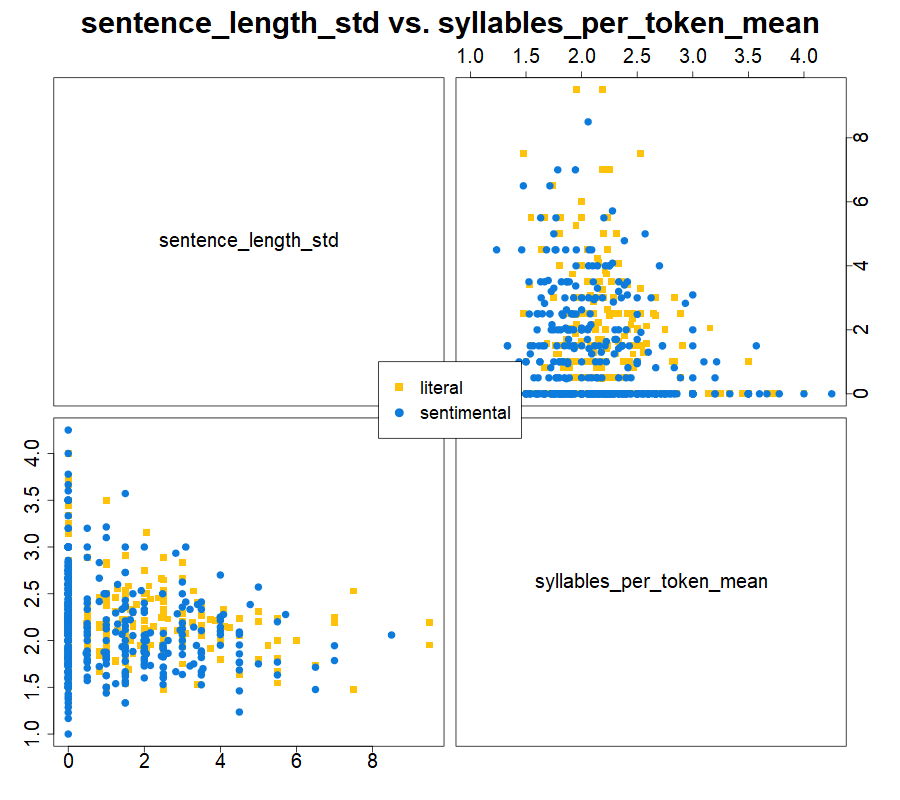 sentence_length_std vs. syllables_per_token_mean
1.0 1.5 2.0 2.5 3.0 3.5 4.0
sentence_length_std
0 2 4 6 8
literal
sentimental
1.0 1.5 2.0 2.5 3.0 3.5 4.0
syllables_per_token_mean
0 2 4 6 8